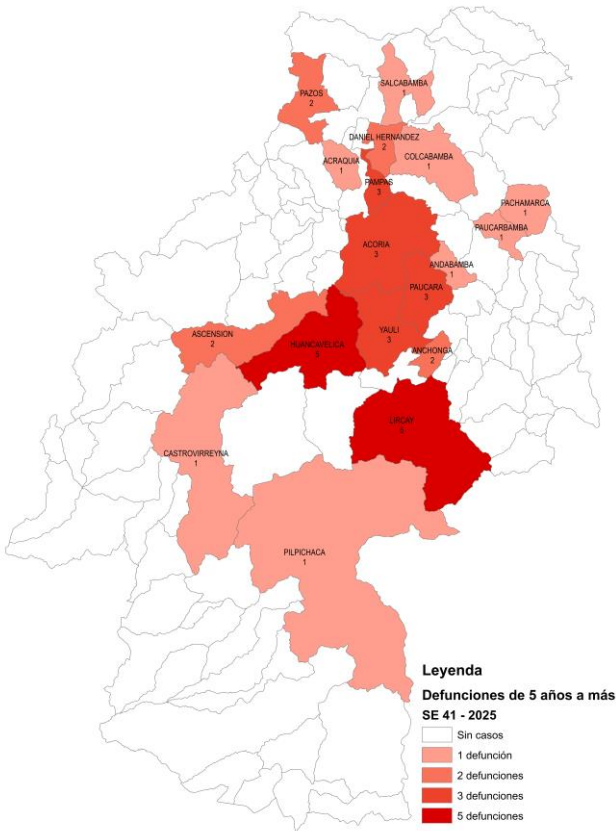 SALCABAMBA
1
PAZOS
2
DANIEL HERNANDEZ
2
ACRAQUIA
1
COLCABAMBA
1
PAMPAS
3
PACHAMARCA
1
PAUCARBAMBA
1
ACORIA
3
ANDABAMBA
1
PAUCARA
3
ASCENSION
2
YAULI
3
HUANCAVELICA
5
ANCHONGA
2
LIRCAY
5
CASTROVIRREYNA
1
PILPICHACA
1
Leyenda
Defunciones de 5 años a más
SE 41 - 2025
Sin casos
1 defunción
2 defunciones
3 defunciones
5 defunciones